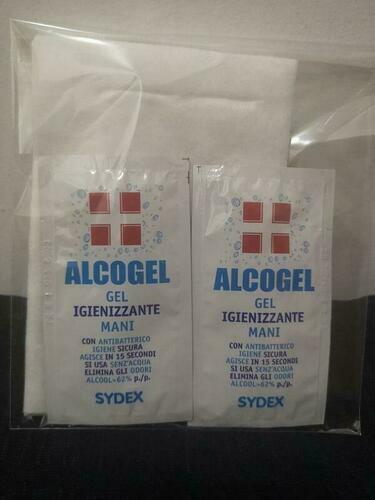 ALCOGEL
GEL
IGIENIZZANTE
MANI
CON ANTIBATTERICO
IGIENE SICURA
AGISCE IN 15 SECONDI
SI USA SENZ'ACQUA
ELIMINA GLI ODORI
ALCOOL>62% p./p.
SYDEX
ALCOGEL
GEL
IGIENIZZANTE
MANI
CON ANTIBATTERICO
IGIENE SICURA
AGISCE IN 15 SECONDI
SI USA SENZ'ACQUA
ELIMINA GLI ODORI
ALCOOL>62% p./p.
SYDEX